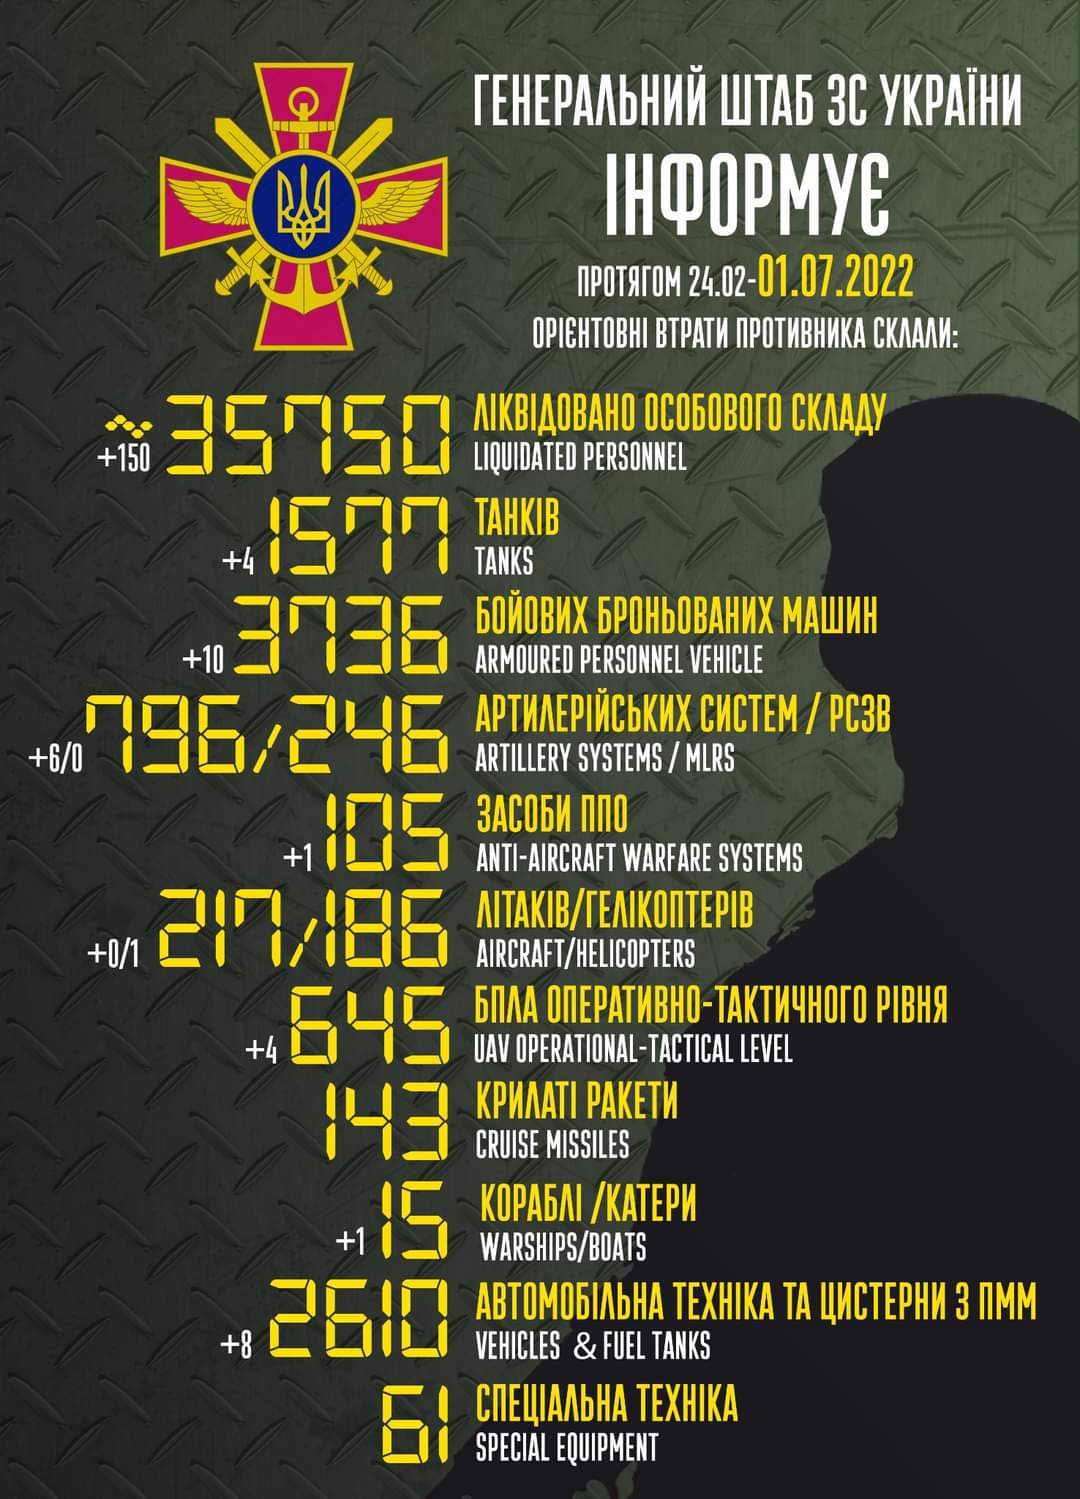 ГЕНЕРАЛЬНИЙ ШТАБ ЗС УКРАЇНИ
ІНФОРМУЄ
ПРОТЯГОМ 24.02-01.07.2022
ОРІЄНТОВНІ ВТРАТИ ПРОТИВНИКА СКЛАЛИ:
~35750 ЛІКВІДОВАНО ОСОБОВОГО СКЛАДУ
+150 LIQUIDATED PERSONNEL
1577 ТАНКІВ
+4 TANKS
3736 БОЙОВИХ БРОНЬОВАНИХ МАШИН
+10 ARMOURED PERSONNEL VEHICLE
796/246 АРТИЛЕРІЙСЬКИХ СИСТЕМ / РСЗВ
+6/0 ARTILLERY SYSTEMS / MLRS
105 ЗАСОБИ ППО
+1 ANTI-AIRCRAFT WARFARE SYSTEMS
217/186 ЛІТАКІВ/ГЕЛІКОПТЕРІВ
+0/1 AIRCRAFT/HELICOPTERS
645 БПЛА ОПЕРАТИВНО-ТАКТИЧНОГО РІВНЯ
+4 UAV OPERATIONAL-TACTICAL LEVEL
143 КРИЛАТІ РАКЕТИ
CRUISE MISSILES
15 КОРАБЛІ /КАТЕРИ
+1 WARSHIPS/BOATS
2610 АВТОМОБІЛЬНА ТЕХНІКА ТА ЦИСТЕРНИ З ПММ
+8 VEHICLES & FUEL TANKS
61 СПЕЦІАЛЬНА ТЕХНІКА
SPECIAL EQUIPMENT